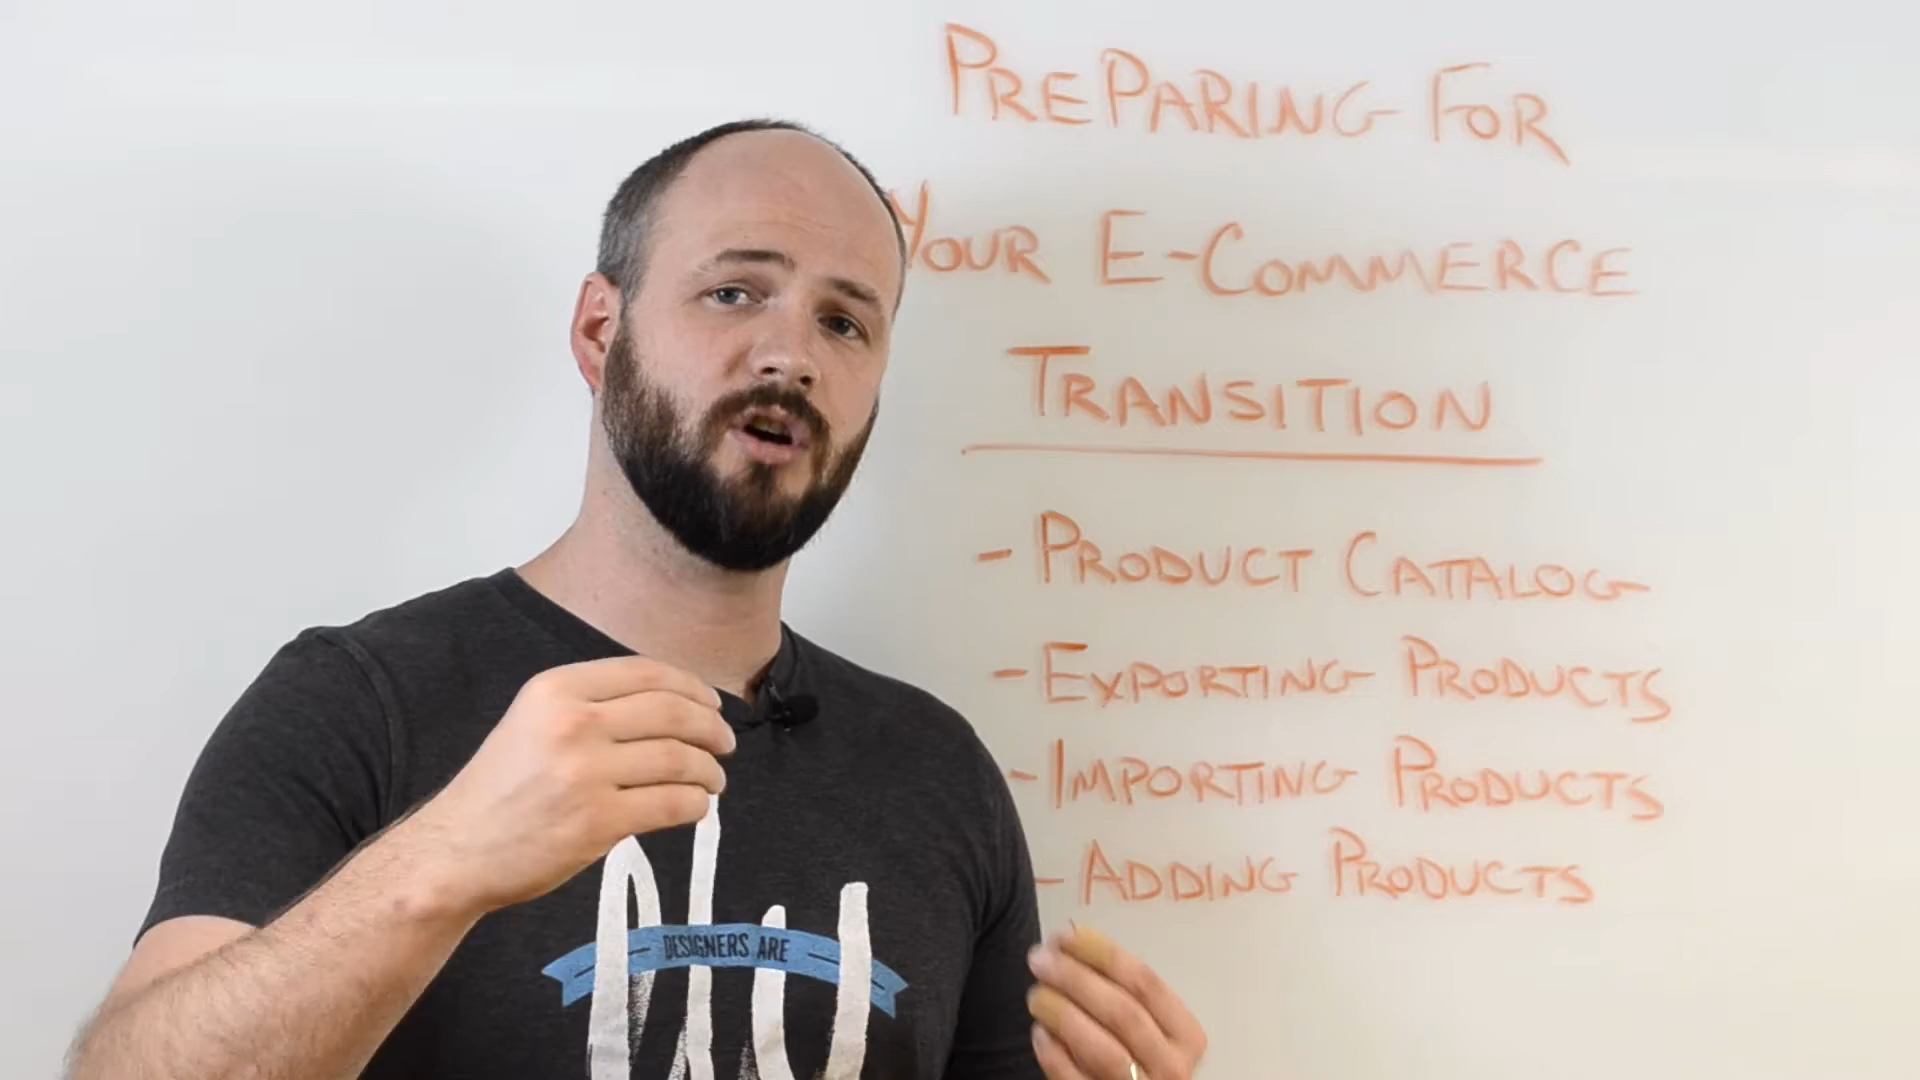 PREPARING FOR
YOUR E-COMMERCE
TRANSITION
- PRODUCT CATALOG
- EXPORTING PRODUCTS
- IMPORTING PRODUCTS
- ADDING PRODUCTS
DESIGNERS ARE